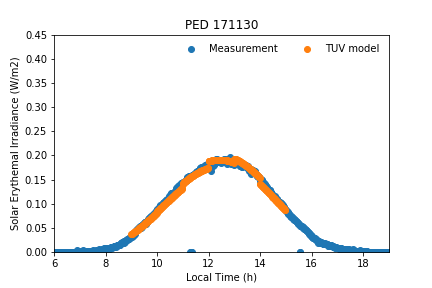 PED 171130
Measurement
TUV model
Solar Erythemal Irradiance (W/m2)
0.45
0.40
0.35
0.30
0.25
0.20
0.15
0.10
0.05
0.00
6 8 10 12 14 16 18
Local Time (h)